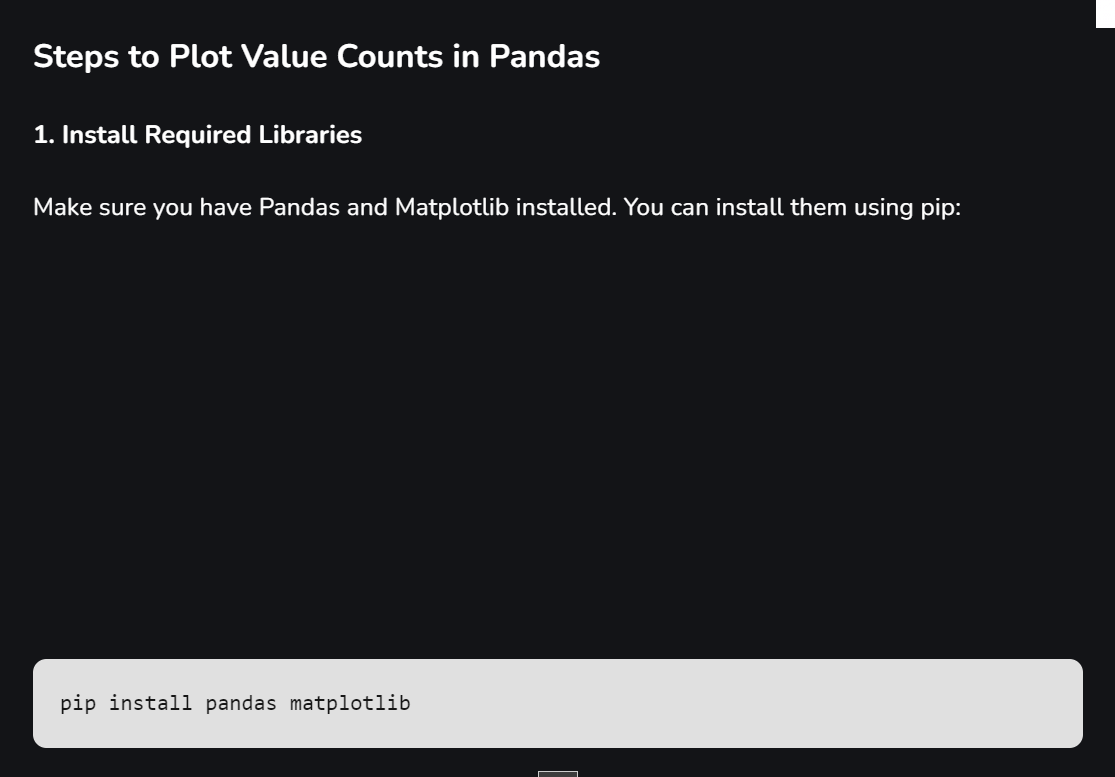 Steps to Plot Value Counts in Pandas
1. Install Required Libraries
Make sure you have Pandas and Matplotlib installed. You can install them using pip:
pip install pandas matplotlib